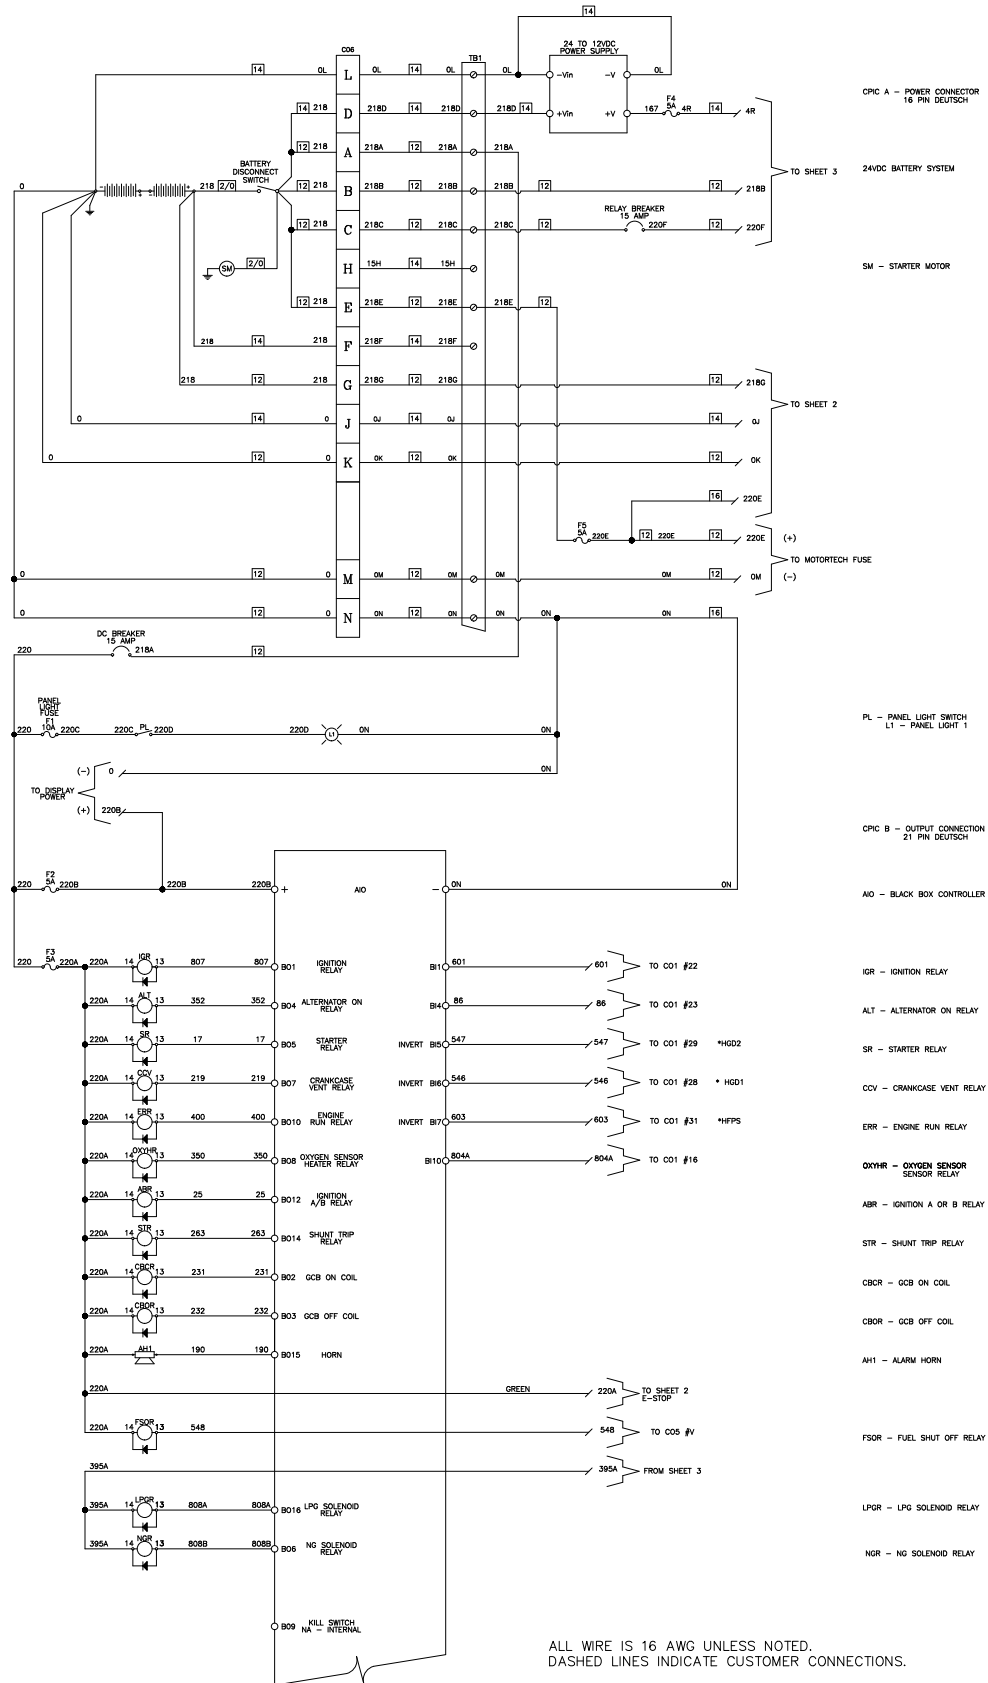 14
C06
TB1
24 TO 12VDC
POWER SUPPLY
14 0L L 0L 14 0L 0L -Vin -V 0L
CPIC A - POWER CONNECTOR
16 PIN DEUTSCH
14 218 D 218D 14 218D 218D 14 +Vin +V 167 F4 5A 4R 14 4R
12 218 A 218A 12 218A 218A
TO SHEET 3
24VDC BATTERY SYSTEM
BATTERY
DISCONNECT
SWITCH
0 - + - + 218 2/0 12 218 B 218B 12 218B 218B 12 12 218B
RELAY BREAKER
15 AMP
12 218 C 218C 12 218C 218C 12 220F 12 220F
SM 2/0 H 15H 14 15H
SM - STARTER MOTOR
12 218 E 218E 12 218E 218E 12
218 14 218 F 218F 14 218F
218 12 218 G 218G 12 218G 12 218G
TO SHEET 2
0 14 0 J 0J 14 0J 14 0J
0 12 0 K 0K 12 0K 12 0K
16 220E
F5
5A 220E 12 220E 12 220E (+)
TO MOTORTECH FUSE
0 12 0 M 0M 12 0M 0M 0M 12 0M (-)
0 12 0 N 0N 12 0N 0N 0N 16
DC BREAKER
15 AMP
220 218A 12
PANEL
LIGHT
FUSE
F1
10A
220 220C 220C PL 220D 220D L1 0N
PL - PANEL LIGHT SWITCH
L1 - PANEL LIGHT 1
(-) 0 0N
TO DISPLAY
POWER
(+) 220B
CPIC B - OUTPUT CONNECTION
21 PIN DEUTSCH
F2
5A
220 220B 220B 220B + AIO - 0N 0N
AIO - BLACK BOX CONTROLLER
F3
5A
220 220A 220A 14 IGR 13 807 807 BO1 IGNITION
RELAY
BI1 601 601 TO CO1 #22
IGR - IGNITION RELAY
220A 14 ALT 13 352 352 BO4 ALTERNATOR ON
RELAY
BI4 86 86 TO CO1 #23
ALT - ALTERNATOR ON RELAY
220A 14 SR 13 17 17 BO5 STARTER
RELAY
INVERT BI5 547 547 TO CO1 #29 *HGD2
SR - STARTER RELAY
220A 14 CCV 13 219 219 BO7 CRANKCASE
VENT RELAY
INVERT BI6 546 546 TO CO1 #28 * HGD1
CCV - CRANKCASE VENT RELAY
220A 14 ERR 13 400 400 BO10 ENGINE
RUN RELAY
INVERT BI7 603 603 TO CO1 #31 *HFPS
ERR - ENGINE RUN RELAY
220A 14 OXYHR 13 350 350 BO8 OXYGEN SENSOR
HEATER RELAY
BI10 804A 804A TO CO1 #16
OXYHR - OXYGEN SENSOR
SENSOR RELAY
220A 14 ABR 13 25 25 BO12 IGNITION
A/B RELAY
ABR - IGNITION A OR B RELAY
220A 14 STR 13 263 263 BO14 SHUNT TRIP
RELAY
STR - SHUNT TRIP RELAY
220A 14 CBCR 13 231 231 BO2 GCB ON COIL
CBCR - GCB ON COIL
220A 14 CBOR 13 232 232 BO3 GCB OFF COIL
CBOR - GCB OFF COIL
220A AH1 190 190 BO15 HORN
AH1 - ALARM HORN
220A GREEN 220A TO SHEET 2
E-STOP
220A 14 FSOR 13 548 548 TO CO5 #V
FSOR - FUEL SHUT OFF RELAY
395A 395A FROM SHEET 3
395A 14 LPGR 13 808A 808A BO16 LPG SOLENOID
RELAY
LPGR - LPG SOLENOID RELAY
395A 14 NGR 13 808B 808B BO6 NG SOLENOID
RELAY
NGR - NG SOLENOID RELAY
BO9 KILL SWITCH
NA - INTERNAL
ALL WIRE IS 16 AWG UNLESS NOTED.
DASHED LINES INDICATE CUSTOMER CONNECTIONS.